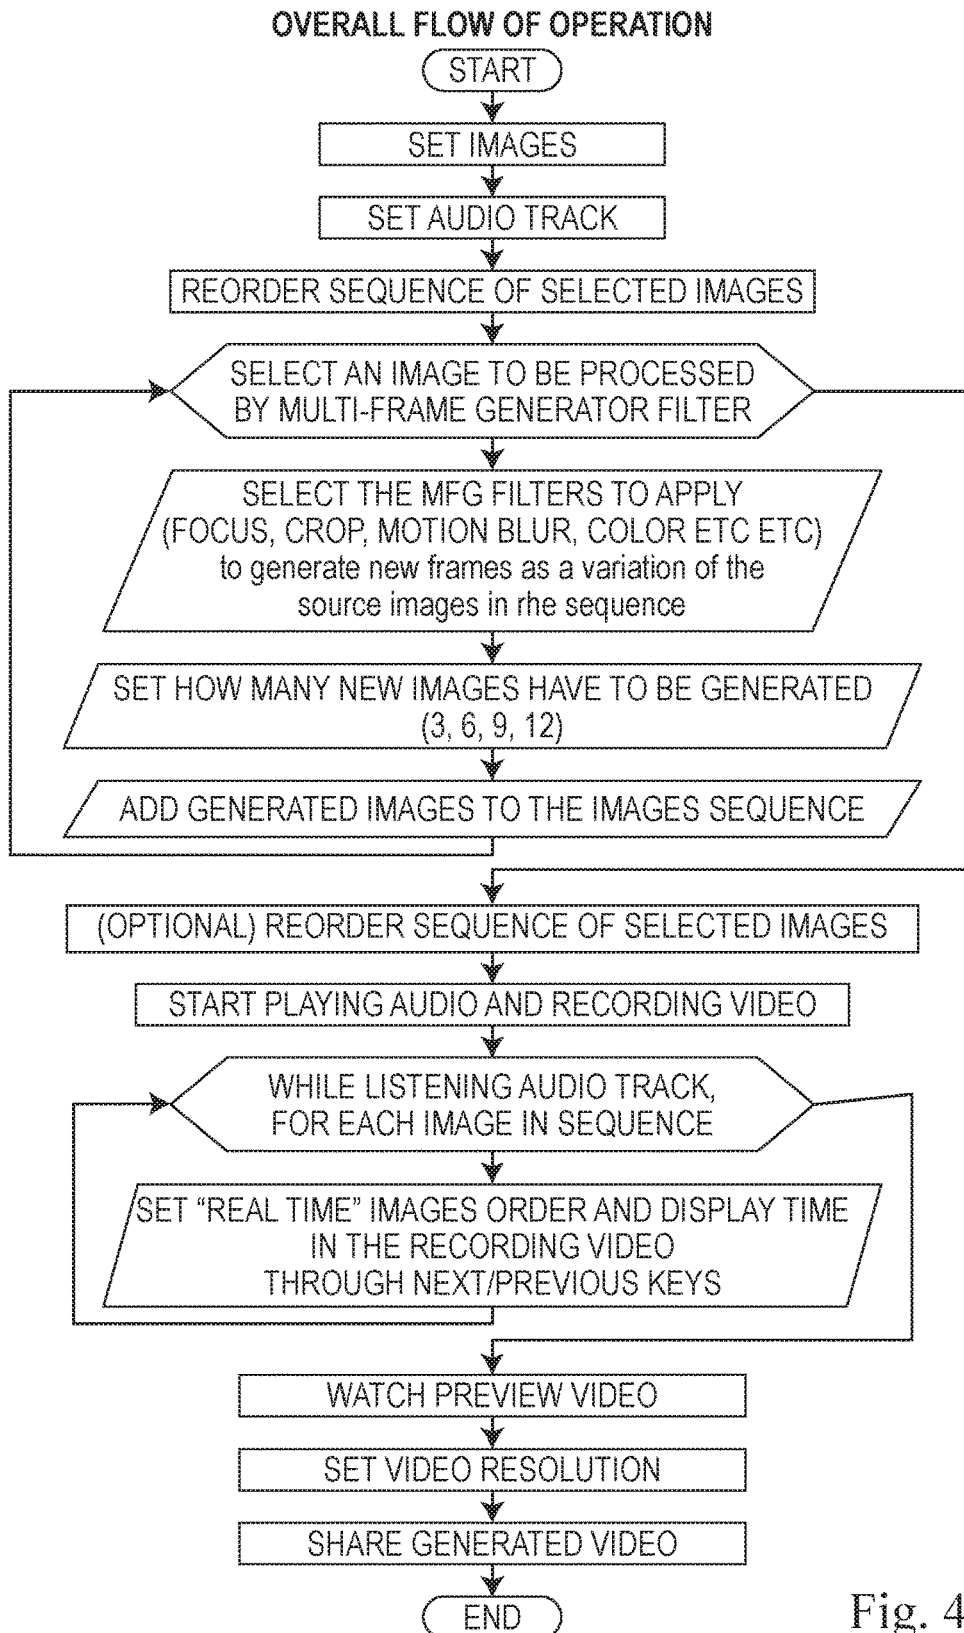 OVERALL FLOW OF OPERATION
START
SET IMAGES
SET AUDIO TRACK
REORDER SEQUENCE OF SELECTED IMAGES
SELECT AN IMAGE TO BE PROCESSED
BY MULTI-FRAME GENERATOR FILTER
SELECT THE MFG FILTERS TO APPLY
(FOCUS, CROP, MOTION BLUR, COLOR ETC ETC)
to generate new frames as a variation of the
source images in rhe sequence
SET HOW MANY NEW IMAGES HAVE TO BE GENERATED
(3, 6, 9, 12)
ADD GENERATED IMAGES TO THE IMAGES SEQUENCE
(OPTIONAL) REORDER SEQUENCE OF SELECTED IMAGES
START PLAYING AUDIO AND RECORDING VIDEO
WHILE LISTENING AUDIO TRACK,
FOR EACH IMAGE IN SEQUENCE
SET “REAL TIME” IMAGES ORDER AND DISPLAY TIME
IN THE RECORDING VIDEO
THROUGH NEXT/PREVIOUS KEYS
WATCH PREVIEW VIDEO
SET VIDEO RESOLUTION
SHARE GENERATED VIDEO
END
Fig. 4